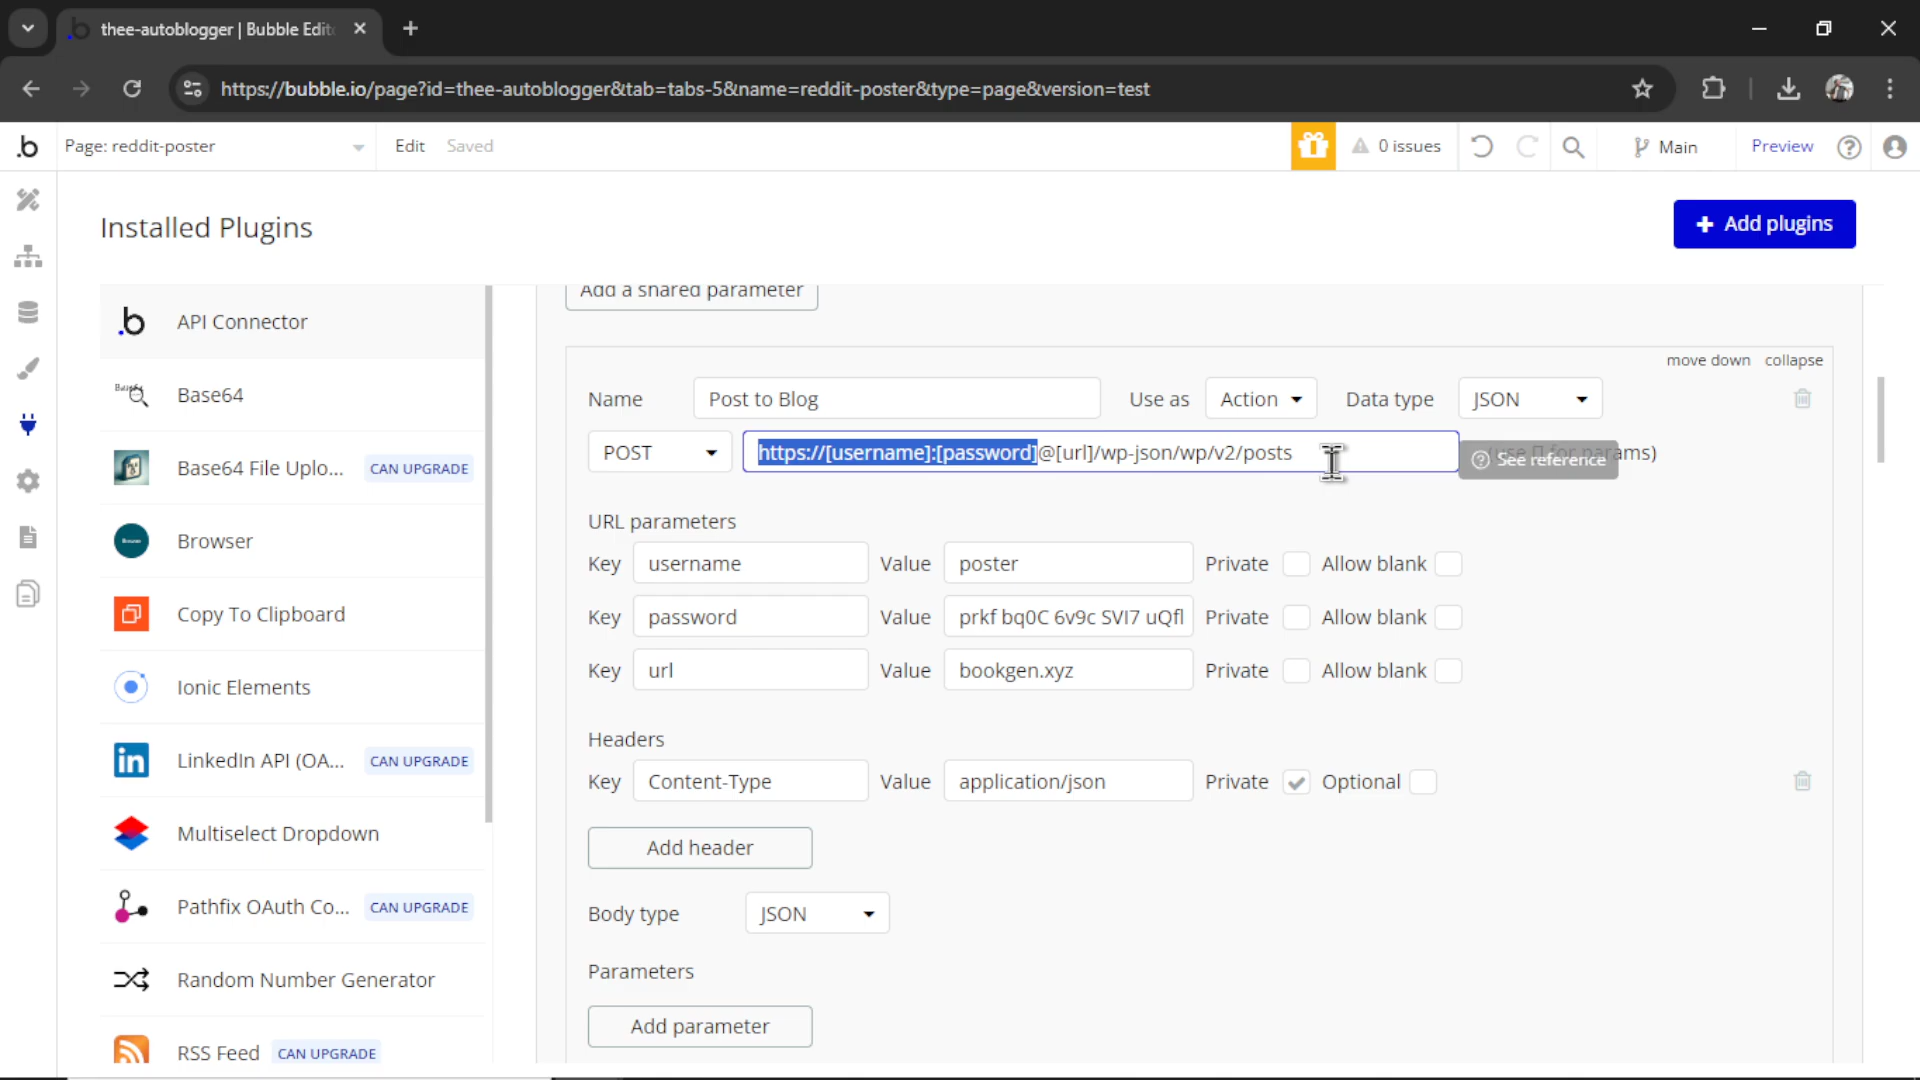 thee-autoblogger | Bubble Edit
https://bubble.io/page?id=thee-autoblogger&tab=tabs-5&name=reddit-poster&type=page&version=test
Page: reddit-poster
Edit
Saved
0 issues
Main
Preview
Installed Plugins
Add plugins
API Connector
Base64
Base64 File Uplo...
CAN UPGRADE
Browser
Copy To Clipboard
Ionic Elements
LinkedIn API (OA...
CAN UPGRADE
Multiselect Dropdown
Pathfix OAuth Co...
CAN UPGRADE
Random Number Generator
RSS Feed
CAN UPGRADE
Add a shared parameter
move down
collapse
Name
Post to Blog
Use as
Action
Data type
JSON
POST
https://[username]:[password]@[url]/wp-json/wp/v2/posts
(use [] for params)
See reference
URL parameters
Key username Value poster Private Allow blank
Key password Value prkf bq0C 6v9c SVI7 uQfl Private Allow blank
Key url Value bookgen.xyz Private Allow blank
Headers
Key Content-Type Value application/json Private Optional
Add header
Body type
JSON
Parameters
Add parameter